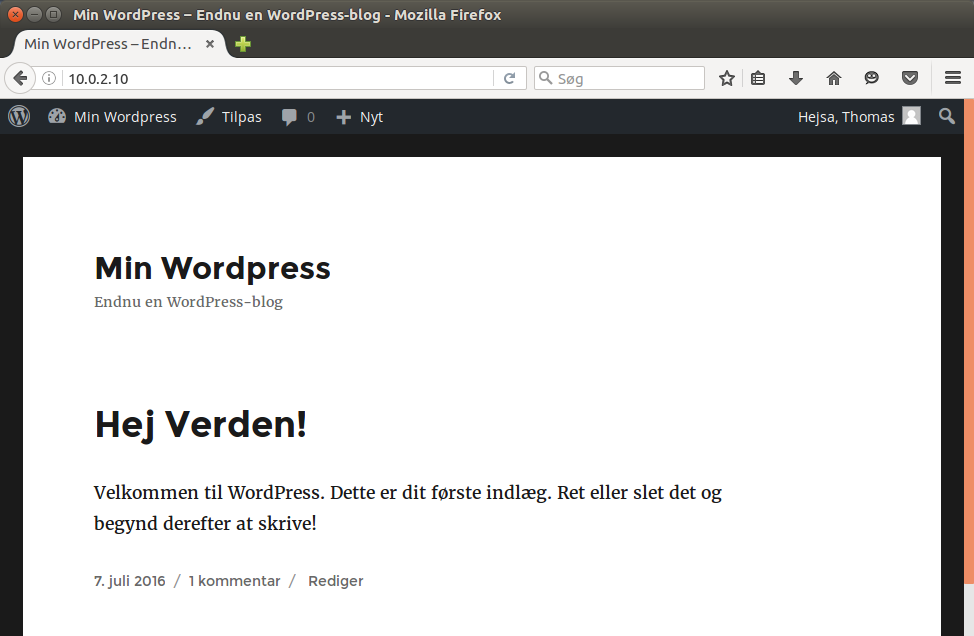 Min WordPress – Endnu en WordPress-blog - Mozilla Firefox
Min WordPress – Endn...
10.0.2.10
Søg
Min Wordpress Tilpas 0 Nyt Hejsa, Thomas
Min Wordpress
Endnu en WordPress-blog
Hej Verden!
Velkommen til WordPress. Dette er dit første indlæg. Ret eller slet det og
begynd derefter at skrive!
7. juli 2016 / 1 kommentar / Rediger